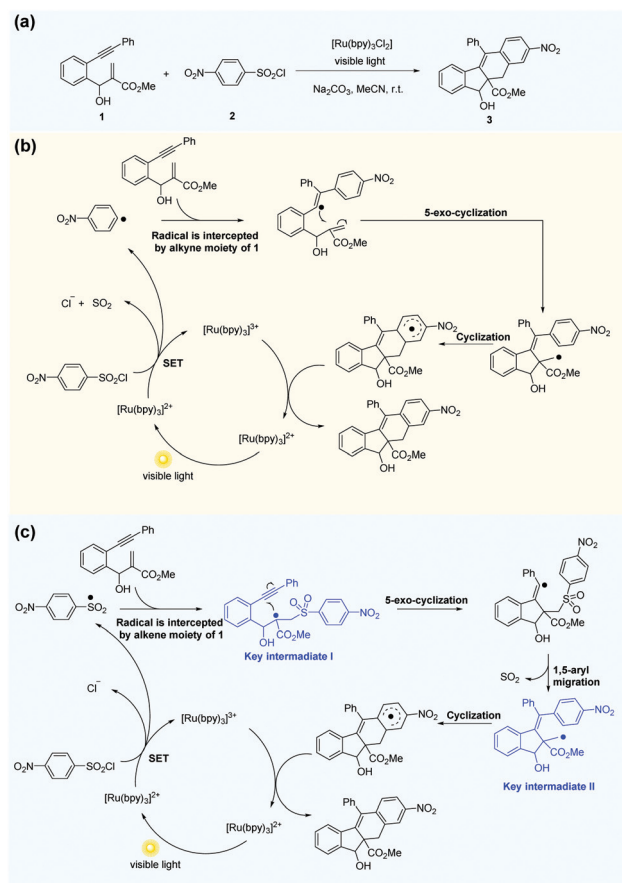 (a)
Ph
CO₂Me
OH
1
+
O₂N
SO₂Cl
2
[Ru(bpy)₃Cl₂]
visible light
Na₂CO₃, MeCN, r.t.
Ph
NO₂
CO₂Me
OH
3
(b)
Ph
CO₂Me
OH
O₂N
Radical is intercepted
by alkyne moiety of 1
Ph
NO₂
CO₂Me
OH
5-exo-cyclization
Cl⁻ + SO₂
O₂N
SO₂Cl
SET
[Ru(bpy)₃]³⁺
[Ru(bpy)₃]²⁺
[Ru(bpy)₃]²⁺
visible light
Ph
NO₂
CO₂Me
OH
Cyclization
Ph
NO₂
CO₂Me
OH
Ph
NO₂
CO₂Me
OH
(c)
Ph
CO₂Me
OH
O₂N
SO₂
Radical is intercepted
by alkene moiety of 1
Ph
O
O
S
NO₂
CO₂Me
OH
Key intermadiate I
5-exo-cyclization
NO₂
Ph
O
S
O
CO₂Me
OH
SO₂
1,5-aryl
migration
Cl⁻
O₂N
SO₂Cl
SET
[Ru(bpy)₃]³⁺
[Ru(bpy)₃]²⁺
[Ru(bpy)₃]²⁺
visible light
Ph
NO₂
CO₂Me
OH
Cyclization
Ph
NO₂
CO₂Me
OH
Key intermadiate II
Ph
NO₂
CO₂Me
OH